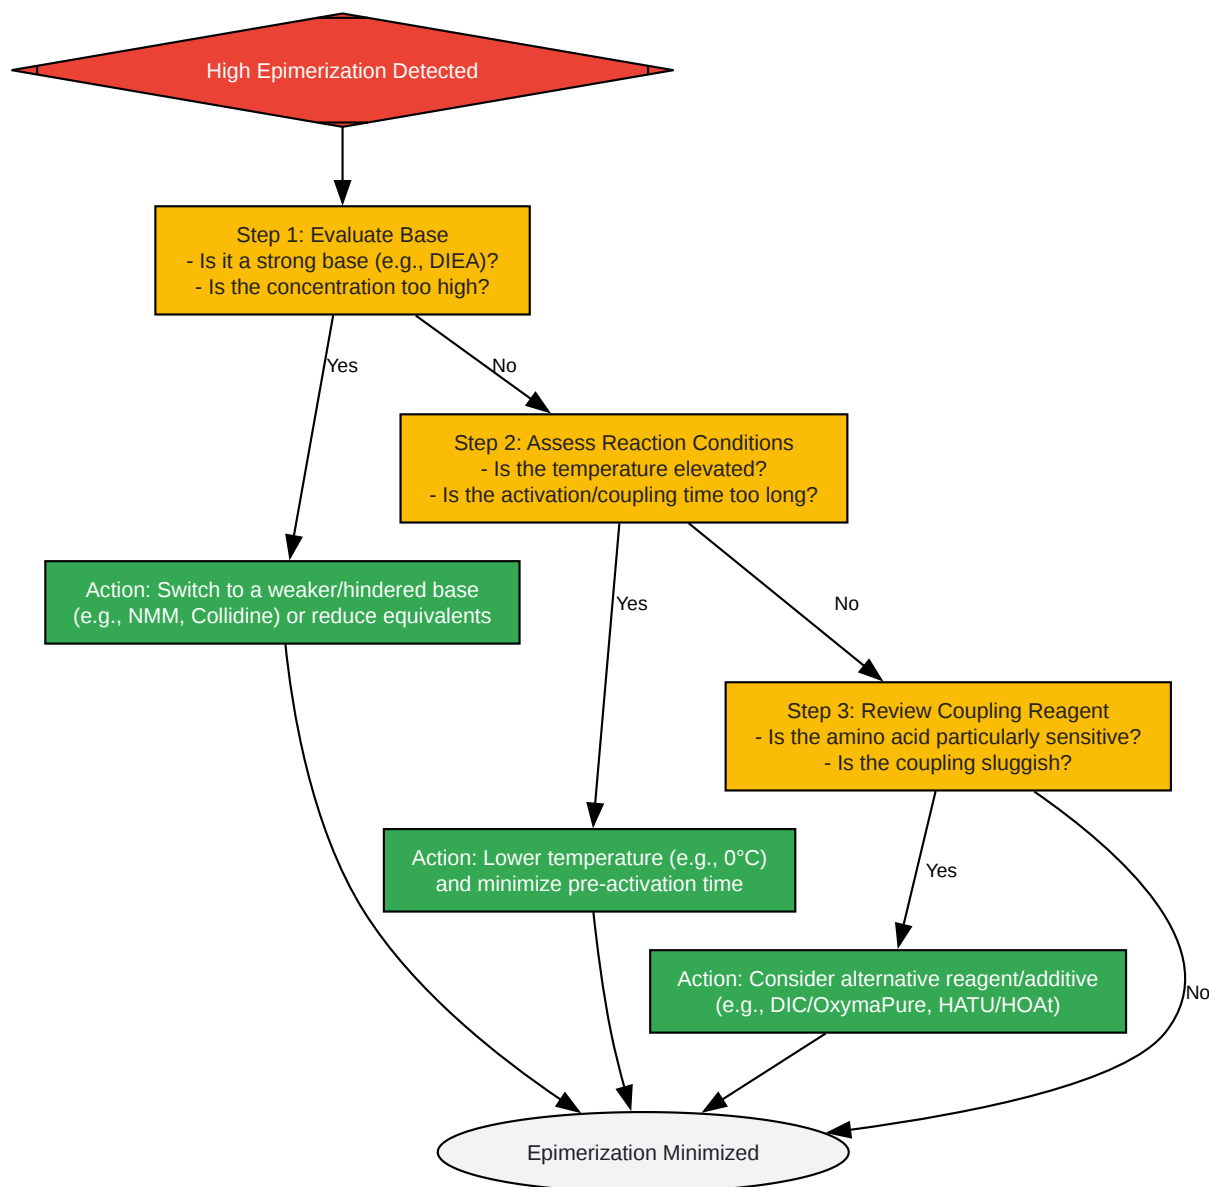 High Epimerization Detected
Step 1: Evaluate Base
- Is it a strong base (e.g., DIEA)?
- Is the concentration too high?
Yes
No
Step 2: Assess Reaction Conditions
- Is the temperature elevated?
- Is the activation/coupling time too long?
Action: Switch to a weaker/hindered base
(e.g., NMM, Collidine) or reduce equivalents
Yes
No
Step 3: Review Coupling Reagent
- Is the amino acid particularly sensitive?
- Is the coupling sluggish?
Action: Lower temperature (e.g., 0°C)
and minimize pre-activation time
Yes
Action: Consider alternative reagent/additive
(e.g., DIC/OxymaPure, HATU/HOAt)
No
Epimerization Minimized